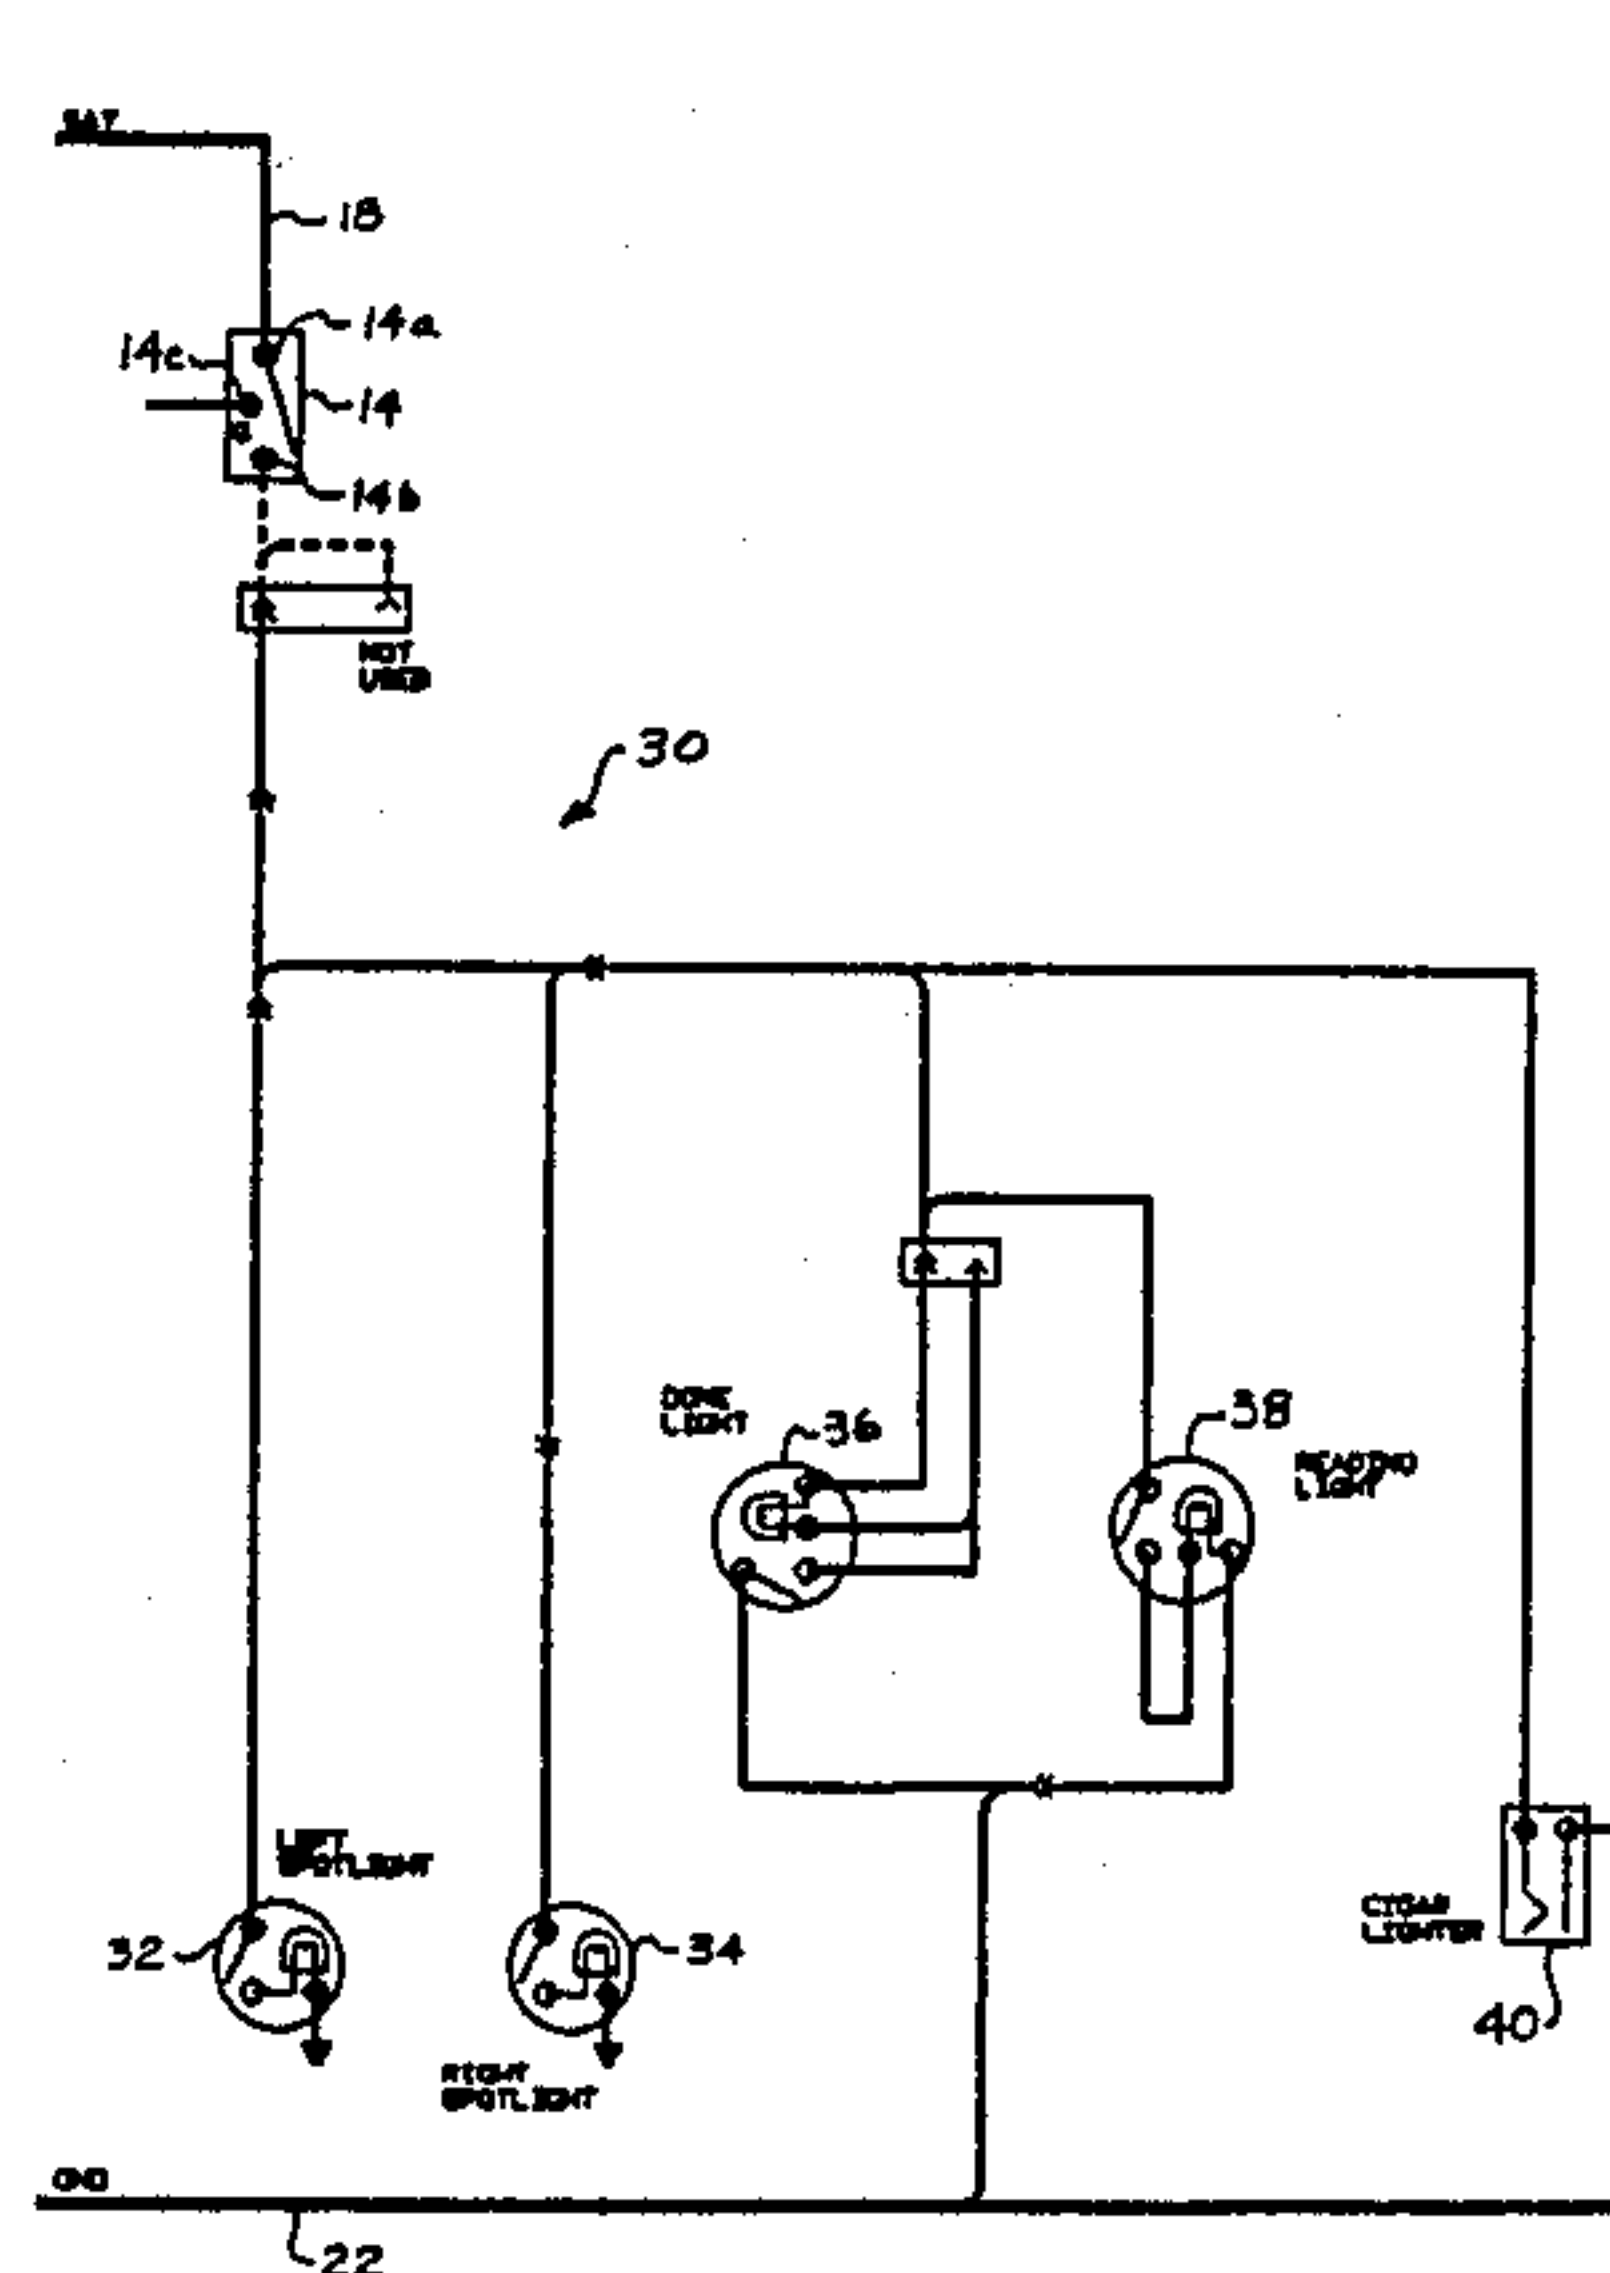 BAT
18
14a
14c
14
14b
NOT
USED
30
DOME
LIGHT
36
38
READING
LIGHT
LEFT
SPOTLIGHT
32
34
CIGAR
LIGHTER
40
RIGHT
SPOTLIGHT
GND
22